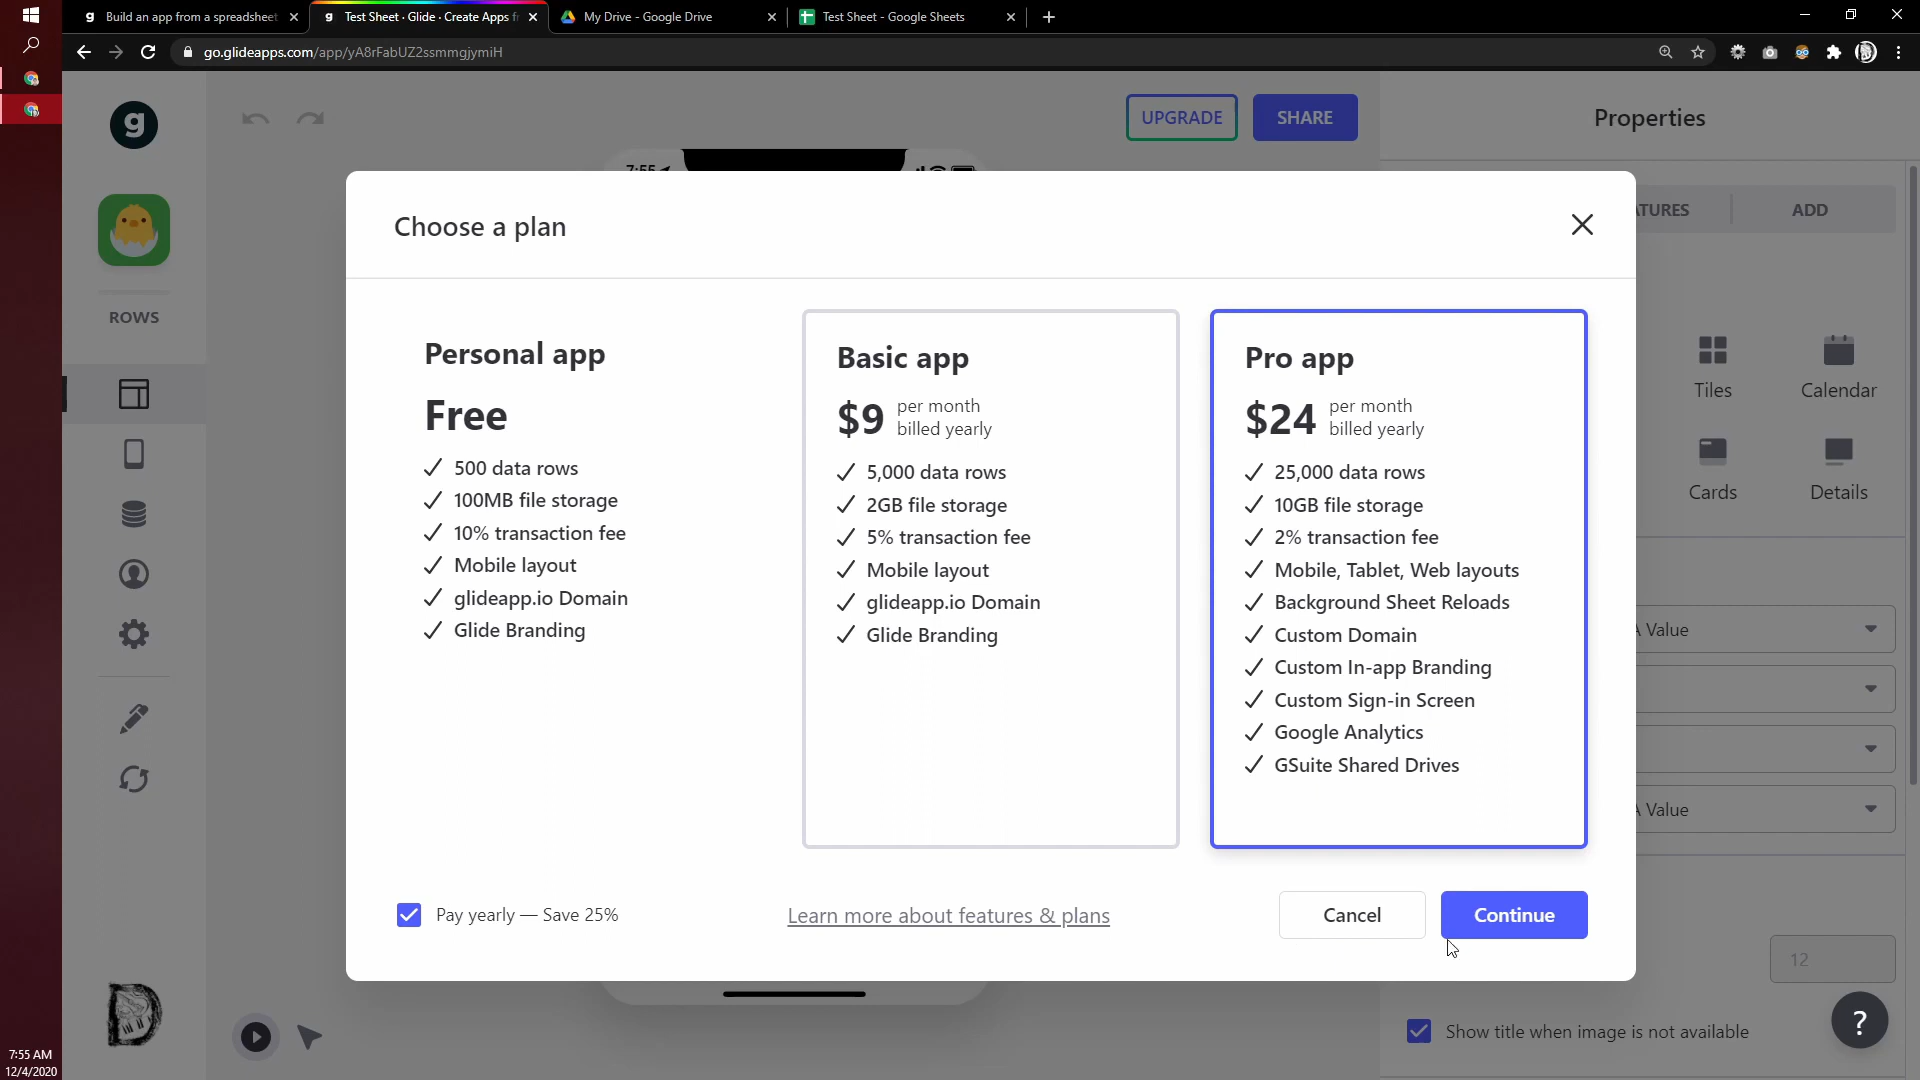 Build an app from a spreadsheet
Test Sheet · Glide · Create Apps f
My Drive - Google Drive
Test Sheet - Google Sheets
go.glideapps.com/app/yA8rFabUZ2ssmmgjymiH
g
UPGRADE
SHARE
Properties
7:55
ATURES
ADD
ROWS
Choose a plan
Personal app
Free
500 data rows
100MB file storage
10% transaction fee
Mobile layout
glideapp.io Domain
Glide Branding
Basic app
$9 per month
billed yearly
5,000 data rows
2GB file storage
5% transaction fee
Mobile layout
glideapp.io Domain
Glide Branding
Pro app
$24 per month
billed yearly
25,000 data rows
10GB file storage
2% transaction fee
Mobile, Tablet, Web layouts
Background Sheet Reloads
Custom Domain
Custom In-app Branding
Custom Sign-in Screen
Google Analytics
GSuite Shared Drives
Tiles
Calendar
Cards
Details
A Value
A Value
Pay yearly — Save 25%
Learn more about features & plans
Cancel
Continue
12
Show title when image is not available
?
7:55 AM
12/4/2020